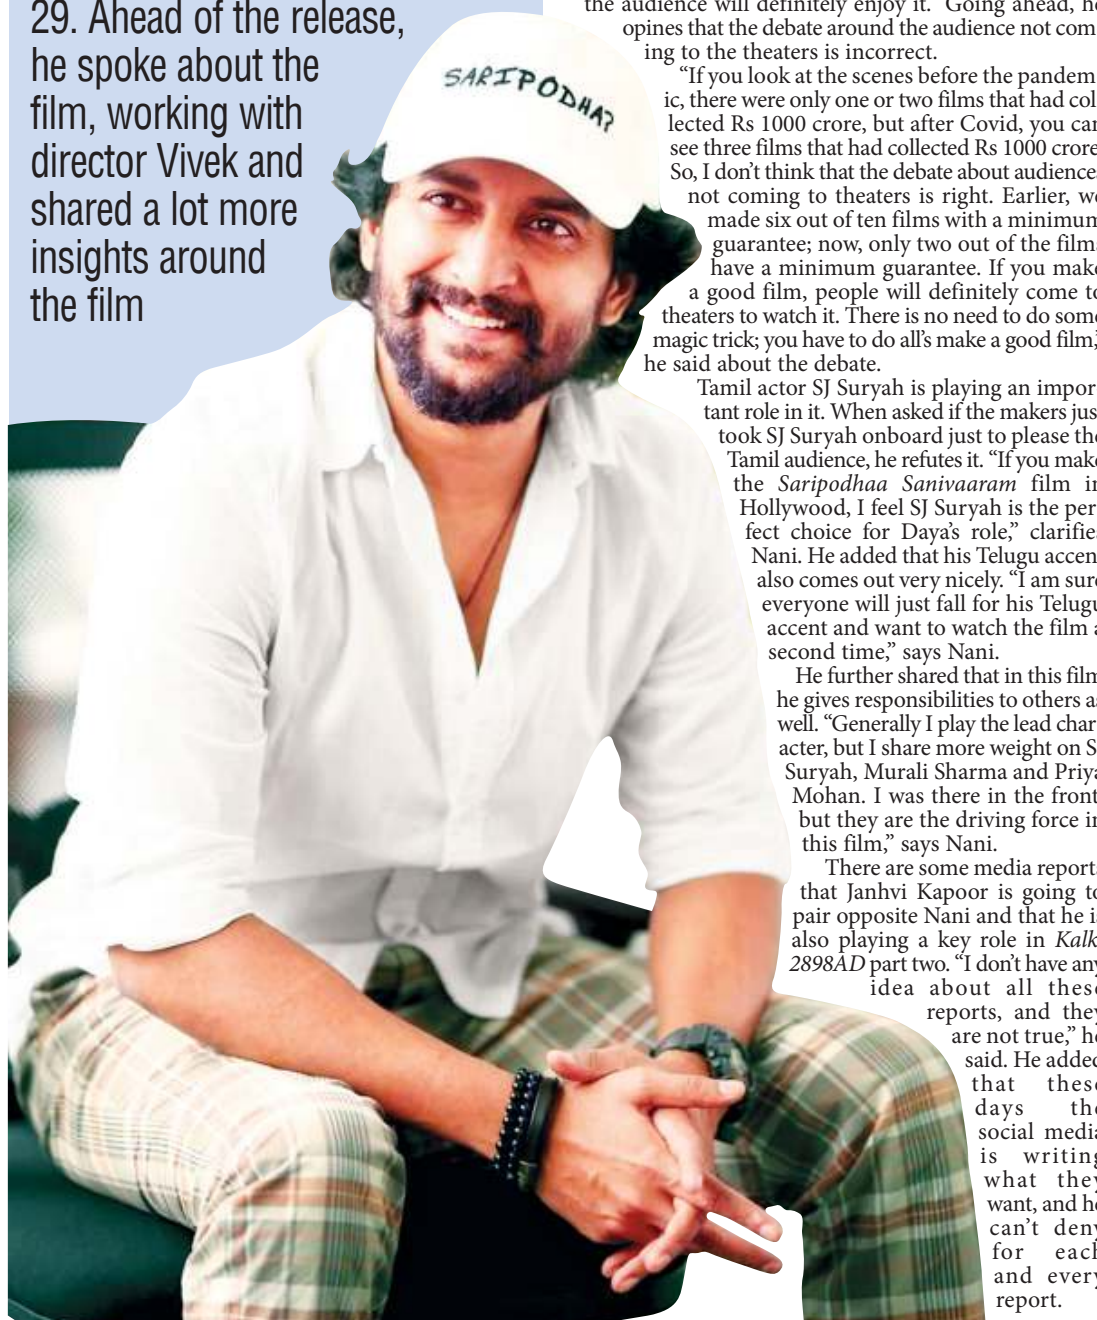 29. Ahead of the release,
he spoke about the
film, working with
director Vivek and
shared a lot more
insights around
the film
SARIPODHA?
the audience will definitely enjoy it.” Going ahead, he
opines that the debate around the audience not com
ing to the theaters is incorrect.
“If you look at the scenes before the pandem
ic, there were only one or two films that had col
lected Rs 1000 crore, but after Covid, you can
see three films that had collected Rs 1000 crore
So, I don’t think that the debate about audiences
not coming to theaters is right. Earlier, we
made six out of ten films with a minimum
guarantee; now, only two out of the films
have a minimum guarantee. If you make
a good film, people will definitely come to
theaters to watch it. There is no need to do some
magic trick; you have to do all’s make a good film,”
he said about the debate.
Tamil actor SJ Suryah is playing an impor
tant role in it. When asked if the makers just
took SJ Suryah onboard just to please the
Tamil audience, he refutes it. “If you make
the Saripodhaa Sanivaaram film in
Hollywood, I feel SJ Suryah is the per
fect choice for Daya’s role,” clarifies
Nani. He added that his Telugu accent
also comes out very nicely. “I am sure
everyone will just fall for his Telugu
accent and want to watch the film a
second time,” says Nani.
He further shared that in this film
he gives responsibilities to others as
well. “Generally I play the lead char
acter, but I share more weight on S
Suryah, Murali Sharma and Priya
Mohan. I was there in the front
but they are the driving force in
this film,” says Nani.
There are some media reports
that Janhvi Kapoor is going to
pair opposite Nani and that he is
also playing a key role in Kalk
2898AD part two. “I don’t have any
idea about all these
reports, and they
are not true,” he
said. He added
that these
days the
social media
is writing
what they
want, and he
can’t deny
for each
and every
report.